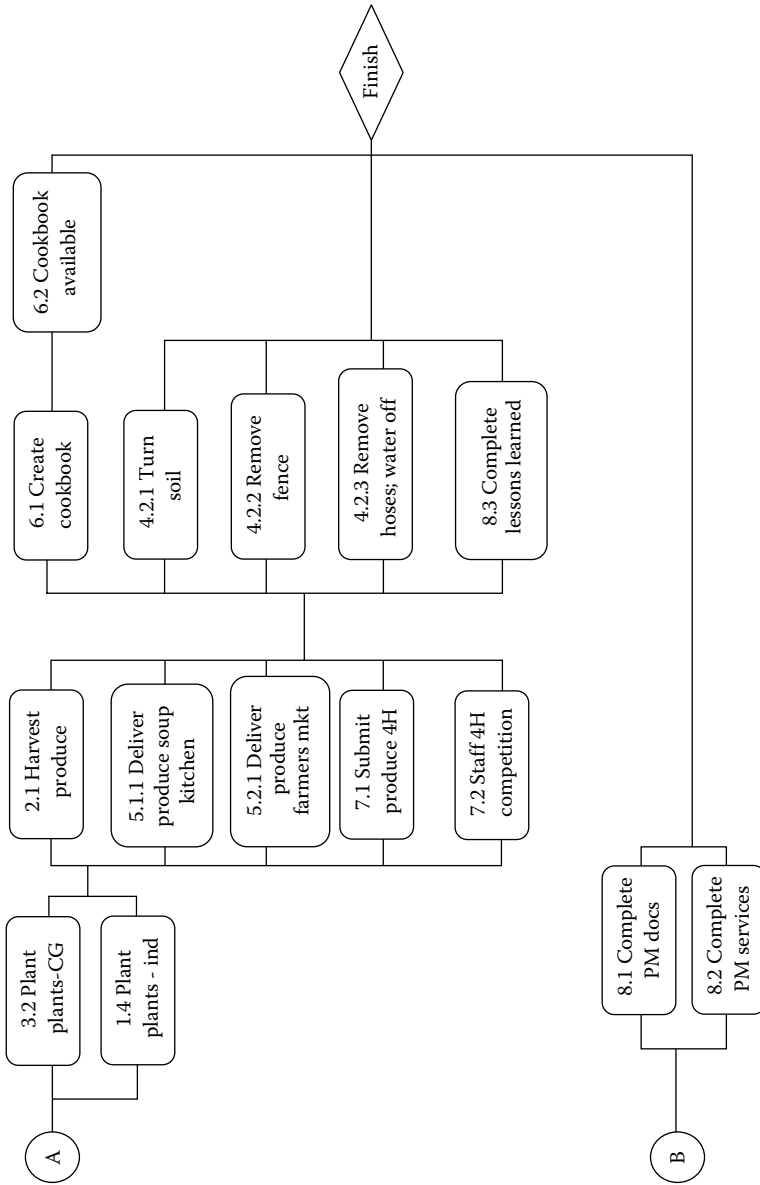 A
3.2 Plant
plants-CG
1.4 Plant
plants - ind
2.1 Harvest
produce
5.1.1 Deliver
produce soup
kitchen
5.2.1 Deliver
produce
farmers mkt
7.1 Submit
produce 4H
7.2 Staff 4H
competition
6.1 Create
cookbook
4.2.1 Turn
soil
4.2.2 Remove
fence
4.2.3 Remove
hoses; water off
8.3 Complete
lessons learned
6.2 Cookbook
available
Finish
B
8.1 Complete
PM docs
8.2 Complete
PM services